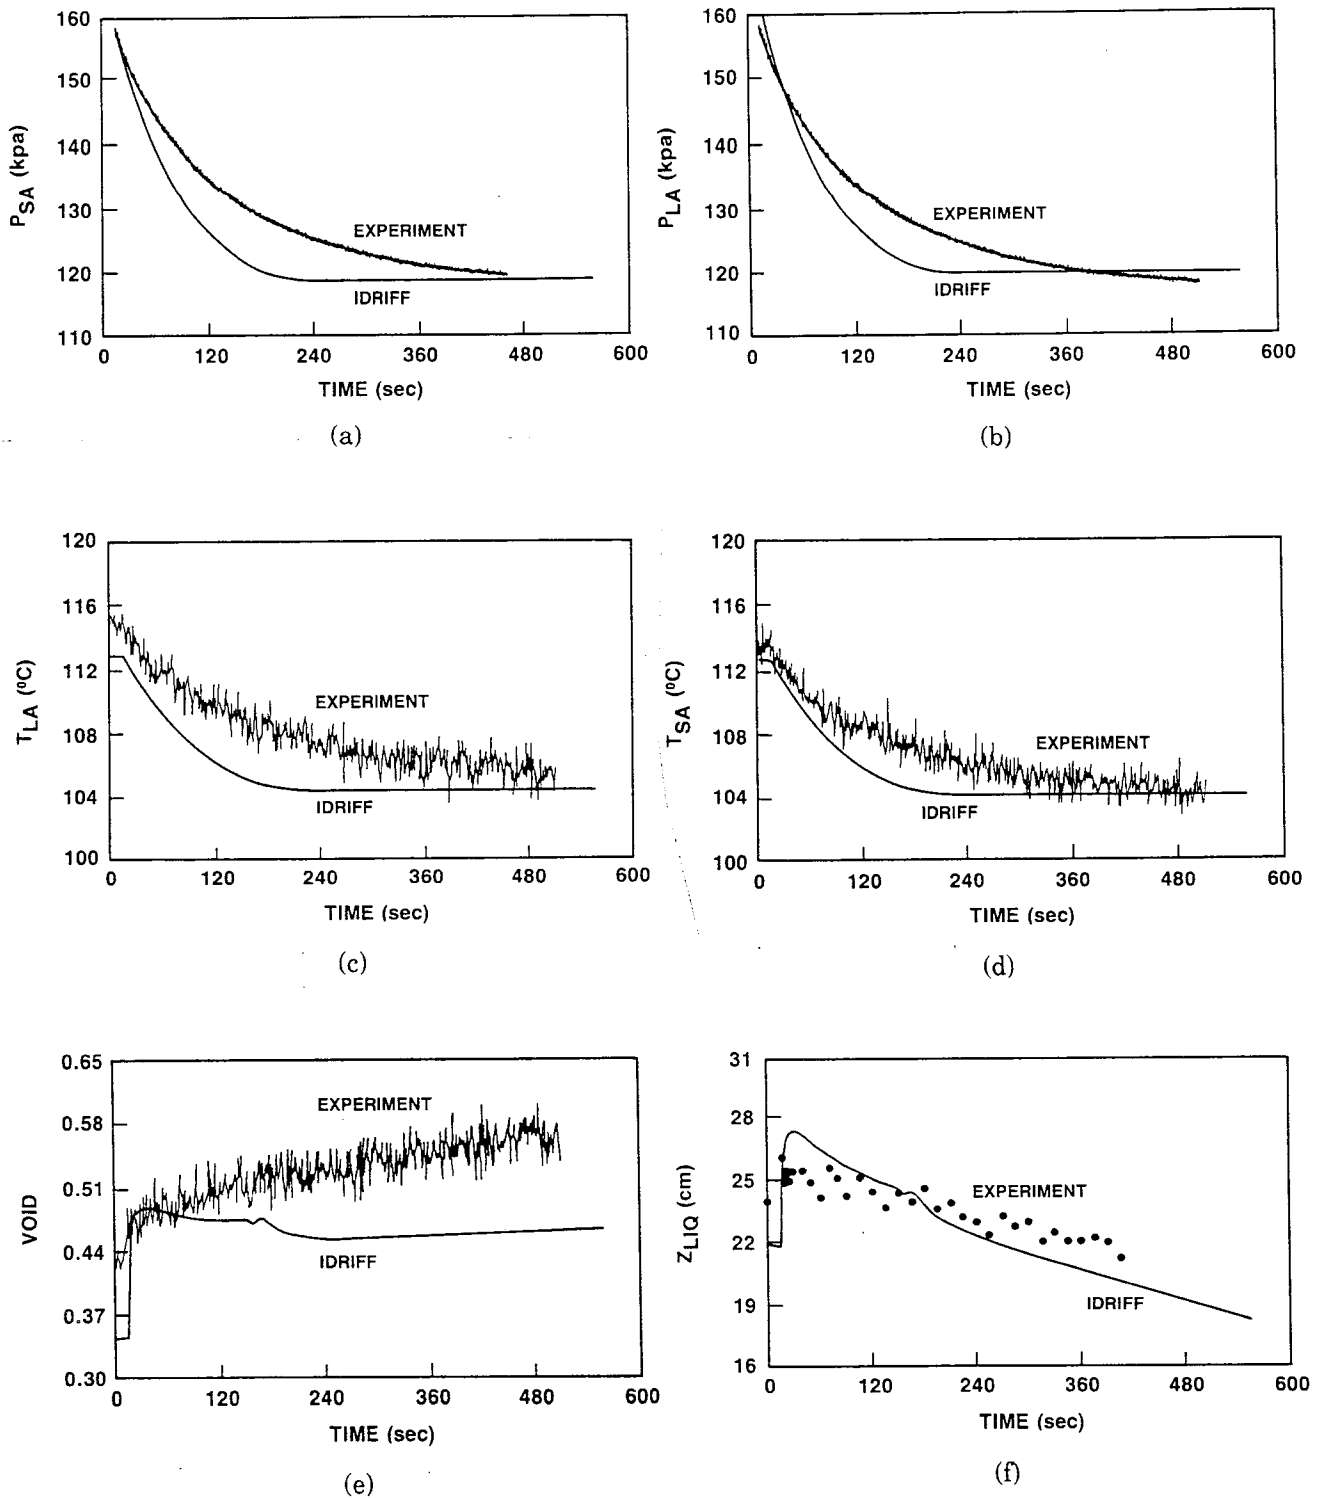 160
150
140
130
120
110
P_SA (kpa)
EXPERIMENT
IDRIFF
0 120 240 360 480 600
TIME (sec)
(a)
160
150
140
130
120
110
P_LA (kpa)
EXPERIMENT
IDRIFF
0 120 240 360 480 600
TIME (sec)
(b)
120
116
112
108
104
100
T_LA (ºC)
EXPERIMENT
IDRIFF
0 120 240 360 480 600
TIME (sec)
(c)
120
116
112
108
104
100
T_SA (ºC)
EXPERIMENT
IDRIFF
0 120 240 360 480 600
TIME (sec)
(d)
0.65
0.58
0.51
0.44
0.37
0.30
VOID
EXPERIMENT
IDRIFF
0 120 240 360 480 600
TIME (sec)
(e)
31
28
25
22
19
16
Z_LIQ (cm)
EXPERIMENT
IDRIFF
0 120 240 360 480 600
TIME (sec)
(f)